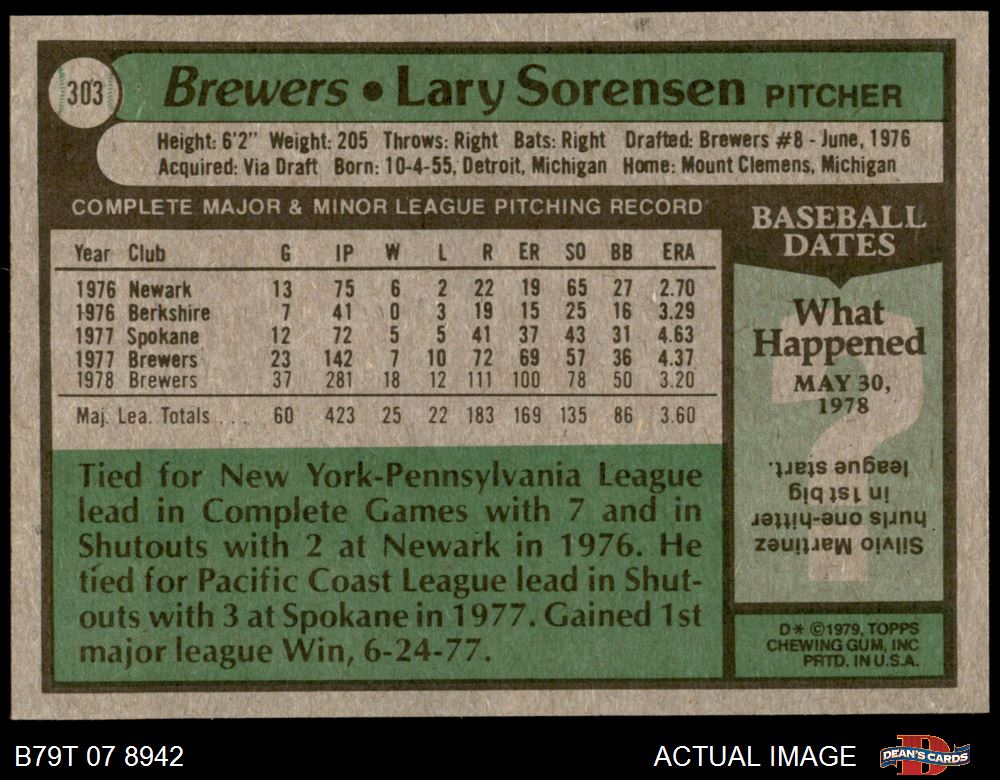 303
Brewers • Lary Sorensen PITCHER
Height: 6'2" Weight: 205 Throws: Right Bats: Right Drafted: Brewers #8 - June, 1976
Acquired: Via Draft Born: 10-4-55, Detroit, Michigan Home: Mount Clemens, Michigan
COMPLETE MAJOR & MINOR LEAGUE PITCHING RECORD
Year Club G IP W L R ER SO BB ERA
1976 Newark 13 75 6 2 22 19 65 27 2.70
1976 Berkshire 7 41 0 3 19 15 25 16 3.29
1977 Spokane 12 72 5 5 41 37 43 31 4.63
1977 Brewers 23 142 7 10 72 69 57 36 4.37
1978 Brewers 37 281 18 12 111 100 78 50 3.20
Maj. Lea. Totals . . . 60 423 25 22 183 169 135 86 3.60
Tied for New York-Pennsylvania League
lead in Complete Games with 7 and in
Shutouts with 2 at Newark in 1976. He
tied for Pacific Coast League lead in Shut-
outs with 3 at Spokane in 1977. Gained 1st
major league Win, 6-24-77.
BASEBALL
DATES
What
Happened
MAY 30,
1978
?
Silvio Martinez
hurls one-hitter
in 1st big
league start.
D* ©1979, TOPPS
CHEWING GUM, INC
PRTD. IN U.S.A.
B79T 07 8942
ACTUAL IMAGE
D
DEAN'S CARDS